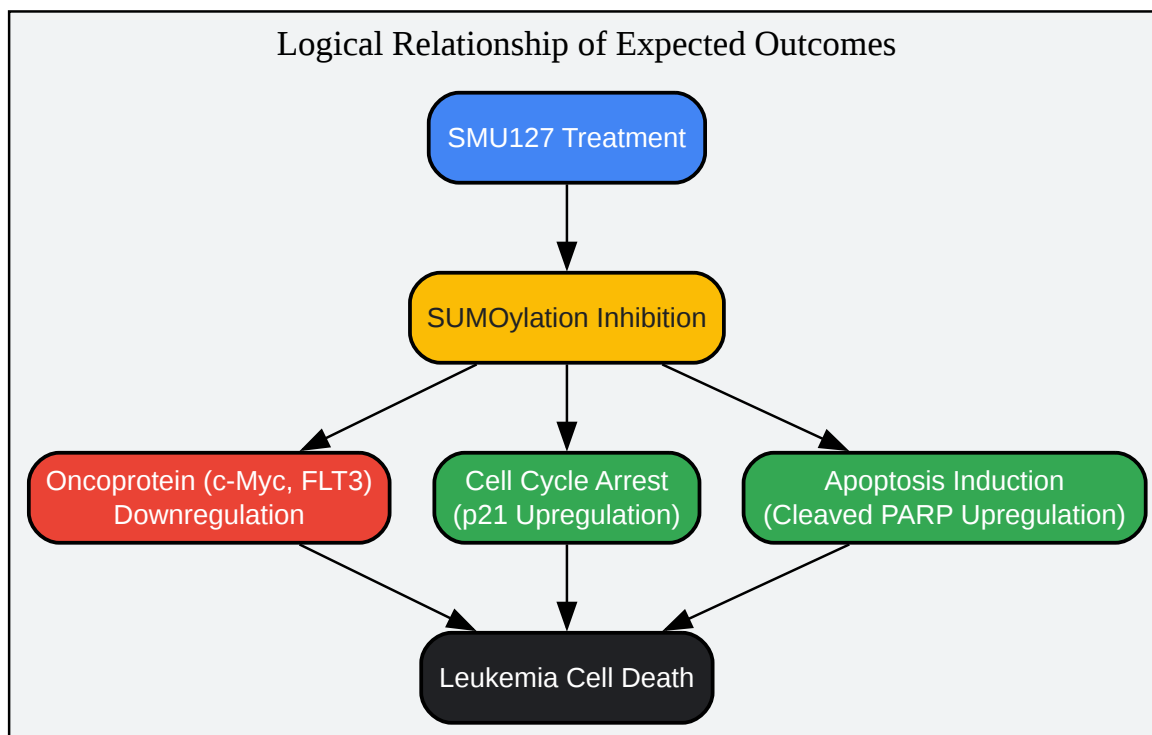 Logical Relationship of Expected Outcomes
SMU127 Treatment
SUMOylation Inhibition
Oncoprotein (c-Myc, FLT3)
Downregulation
Cell Cycle Arrest
(p21 Upregulation)
Apoptosis Induction
(Cleaved PARP Upregulation)
Leukemia Cell Death